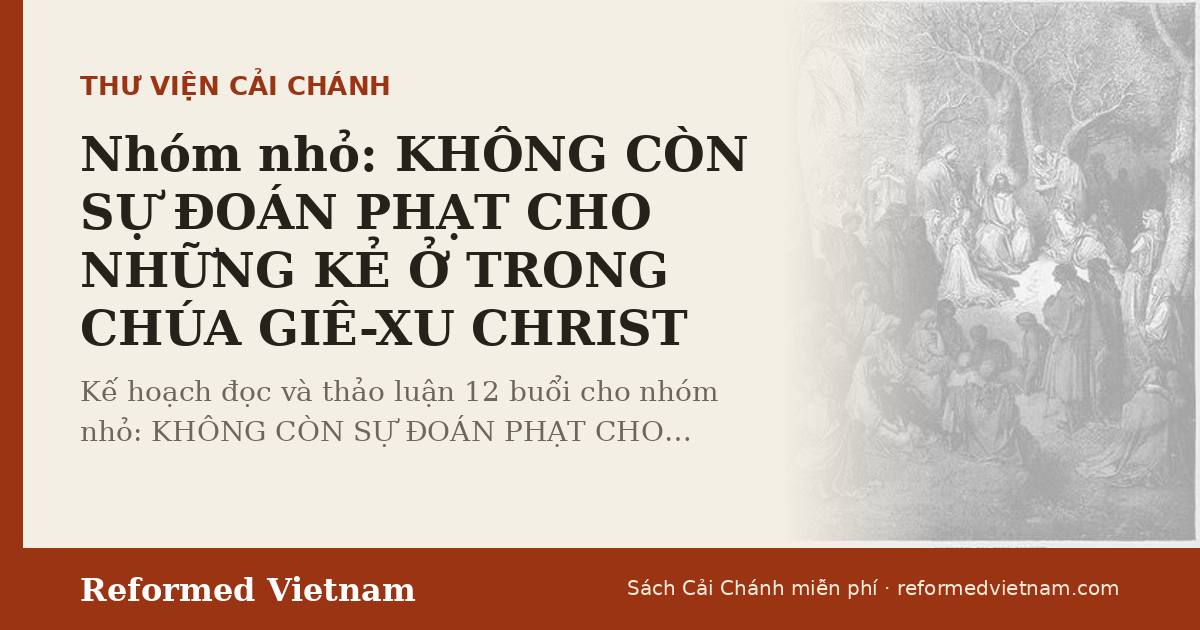 THƯ VIỆN CẢI CHÁNH
Nhóm nhỏ: KHÔNG CÒN
SỰ ĐOÁN PHẠT CHO
NHỮNG KẺ Ở TRONG
CHÚA GIÊ-XU CHRIST
Kế hoạch đọc và thảo luận 12 buổi cho nhóm
nhỏ: KHÔNG CÒN SỰ ĐOÁN PHẠT CHO...
Reformed Vietnam
Sách Cải Chánh miễn phí · reformedvietnam.com